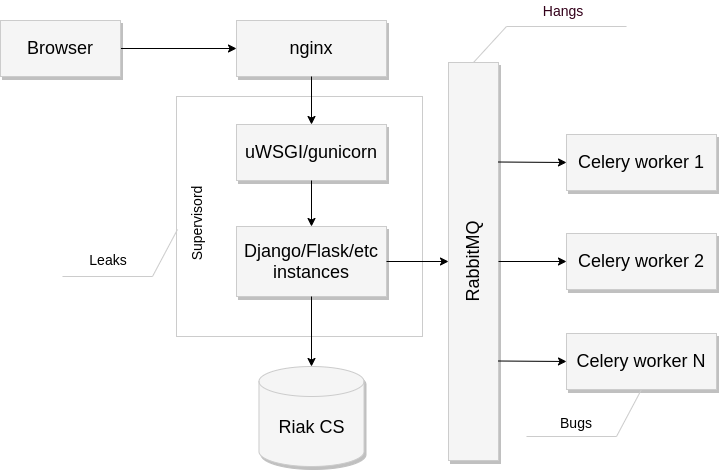 Hangs
Browser
nginx
uWSGI/gunicorn
Supervisord
Django/Flask/etc
instances
Leaks
Riak CS
RabbitMQ
Celery worker 1
Celery worker 2
Celery worker N
Bugs